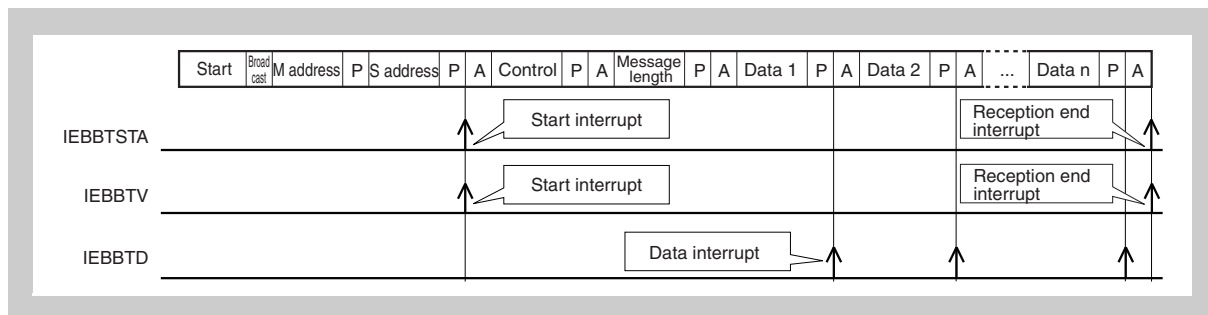 Start Broad cast M address P S address P A Control P A Message length P A Data 1 P A Data 2 P A ... Data n P A
Start interrupt
Reception end
interrupt
IEBBTSTA
Start interrupt
Reception end
interrupt
IEBBTV
Data interrupt
IEBBTD